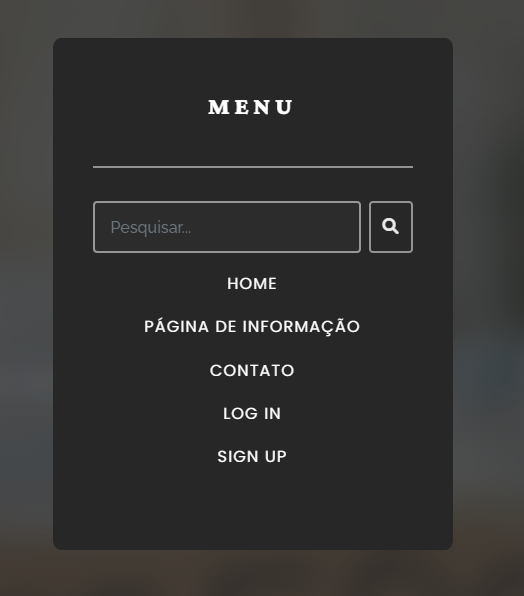 MENU
Pesquisar...
HOME
PÁGINA DE INFORMAÇÃO
CONTATO
LOG IN
SIGN UP